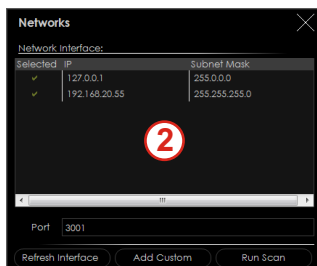 Networks
Network Interface:
Selected IP Subnet Mask
127.0.0.1 255.0.0.0
192.168.20.55 255.255.255.0
2
Port 3001
Refresh Interface Add Custom Run Scan